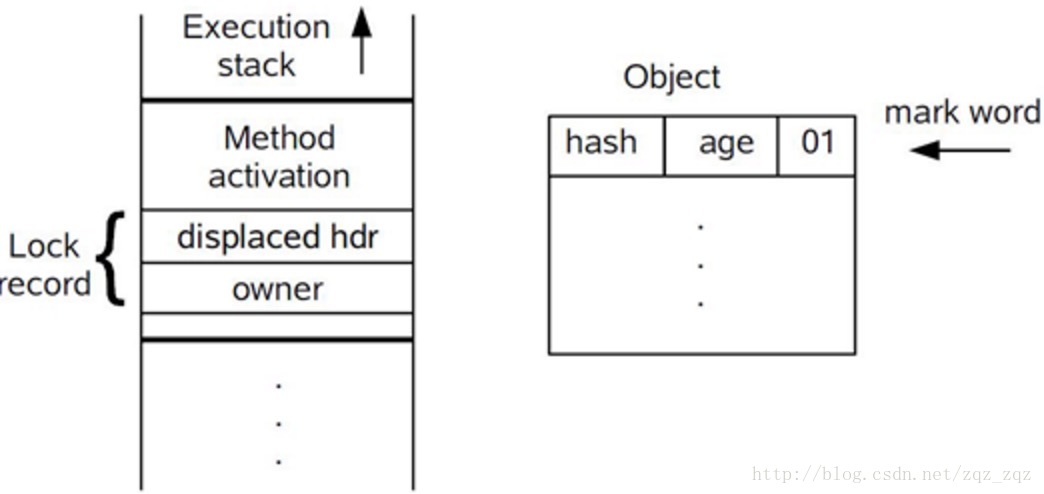 Execution
stack
Method
activation
displaced hdr
owner
Lock
record
Object
hash age 01
mark word
http://blog.csdn.net/zqz_zqz